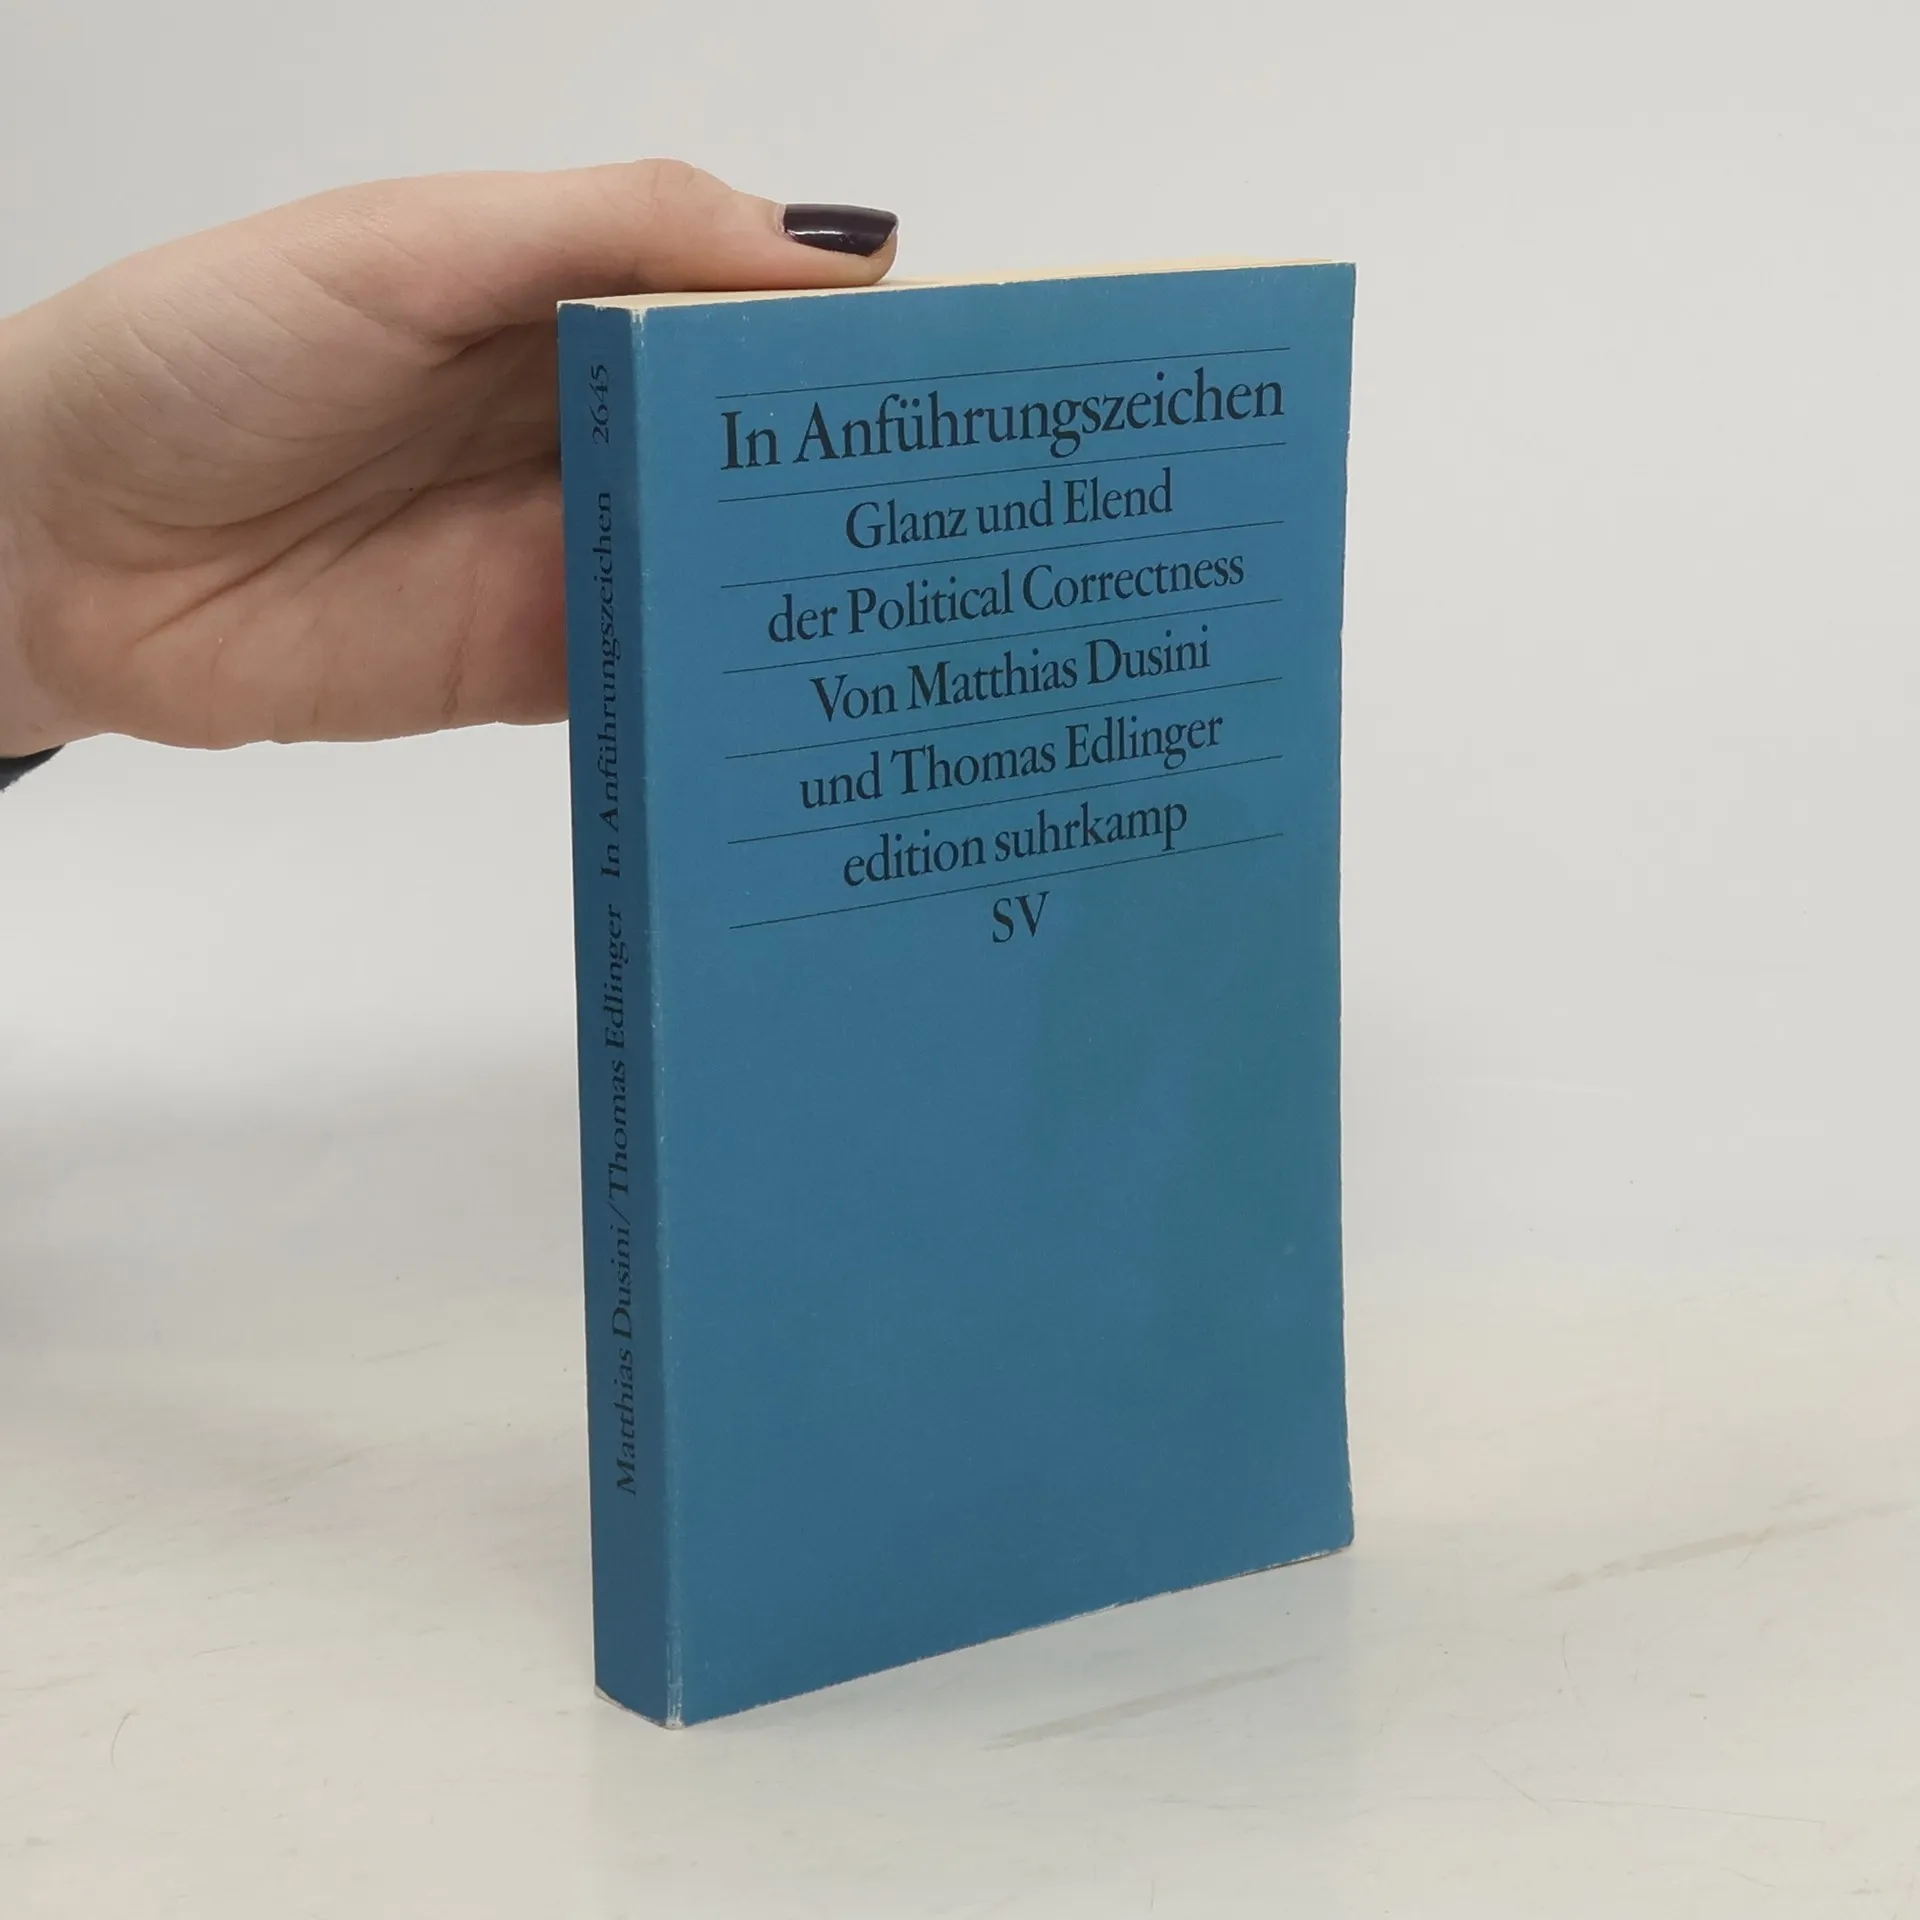 In Anführungszeichen
Glanz und Elend
der Political Correctness
Von Matthias Dusini
und Thomas Edlinger
edition suhrkamp
SV
Matthias Dusini/Thomas Edlinger In Anführungszeichen 2645